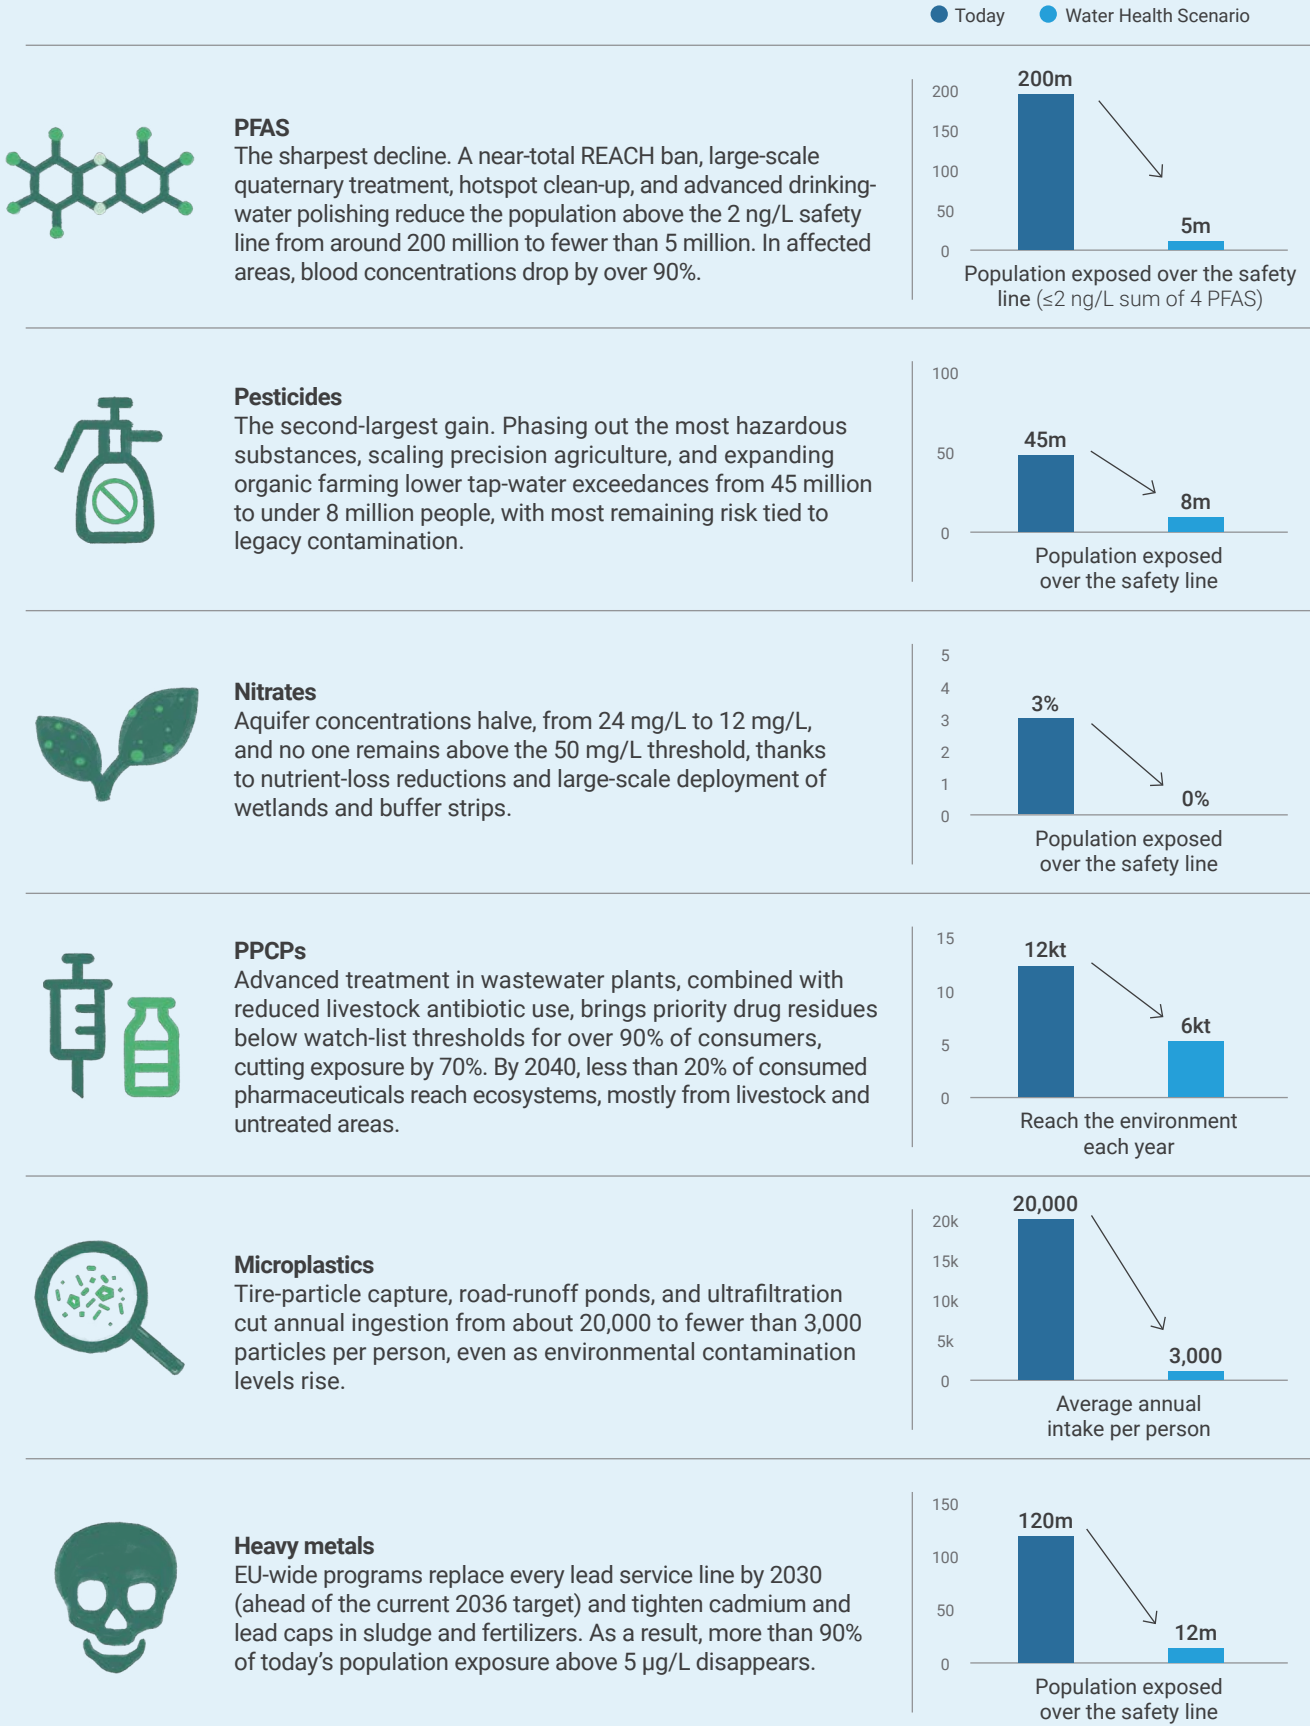 Today
Water Health Scenario
PFAS
The sharpest decline. A near-total REACH ban, large-scale
quaternary treatment, hotspot clean-up, and advanced drinking-
water polishing reduce the population above the 2 ng/L safety
line from around 200 million to fewer than 5 million. In affected
areas, blood concentrations drop by over 90%.
200
150
100
50
0
200m
5m
Population exposed over the safety
line (≤2 ng/L sum of 4 PFAS)
Pesticides
The second-largest gain. Phasing out the most hazardous
substances, scaling precision agriculture, and expanding
organic farming lower tap-water exceedances from 45 million
to under 8 million people, with most remaining risk tied to
legacy contamination.
100
50
0
45m
8m
Population exposed
over the safety line
Nitrates
Aquifer concentrations halve, from 24 mg/L to 12 mg/L,
and no one remains above the 50 mg/L threshold, thanks
to nutrient-loss reductions and large-scale deployment of
wetlands and buffer strips.
5
4
3
2
1
0
3%
0%
Population exposed
over the safety line
PPCPs
Advanced treatment in wastewater plants, combined with
reduced livestock antibiotic use, brings priority drug residues
below watch-list thresholds for over 90% of consumers,
cutting exposure by 70%. By 2040, less than 20% of consumed
pharmaceuticals reach ecosystems, mostly from livestock and
untreated areas.
15
10
5
0
12kt
6kt
Reach the environment
each year
Microplastics
Tire-particle capture, road-runoff ponds, and ultrafiltration
cut annual ingestion from about 20,000 to fewer than 3,000
particles per person, even as environmental contamination
levels rise.
20k
15k
10k
5k
0
20,000
3,000
Average annual
intake per person
Heavy metals
EU-wide programs replace every lead service line by 2030
(ahead of the current 2036 target) and tighten cadmium and
lead caps in sludge and fertilizers. As a result, more than 90%
of today's population exposure above 5 µg/L disappears.
150
100
50
0
120m
12m
Population exposed
over the safety line